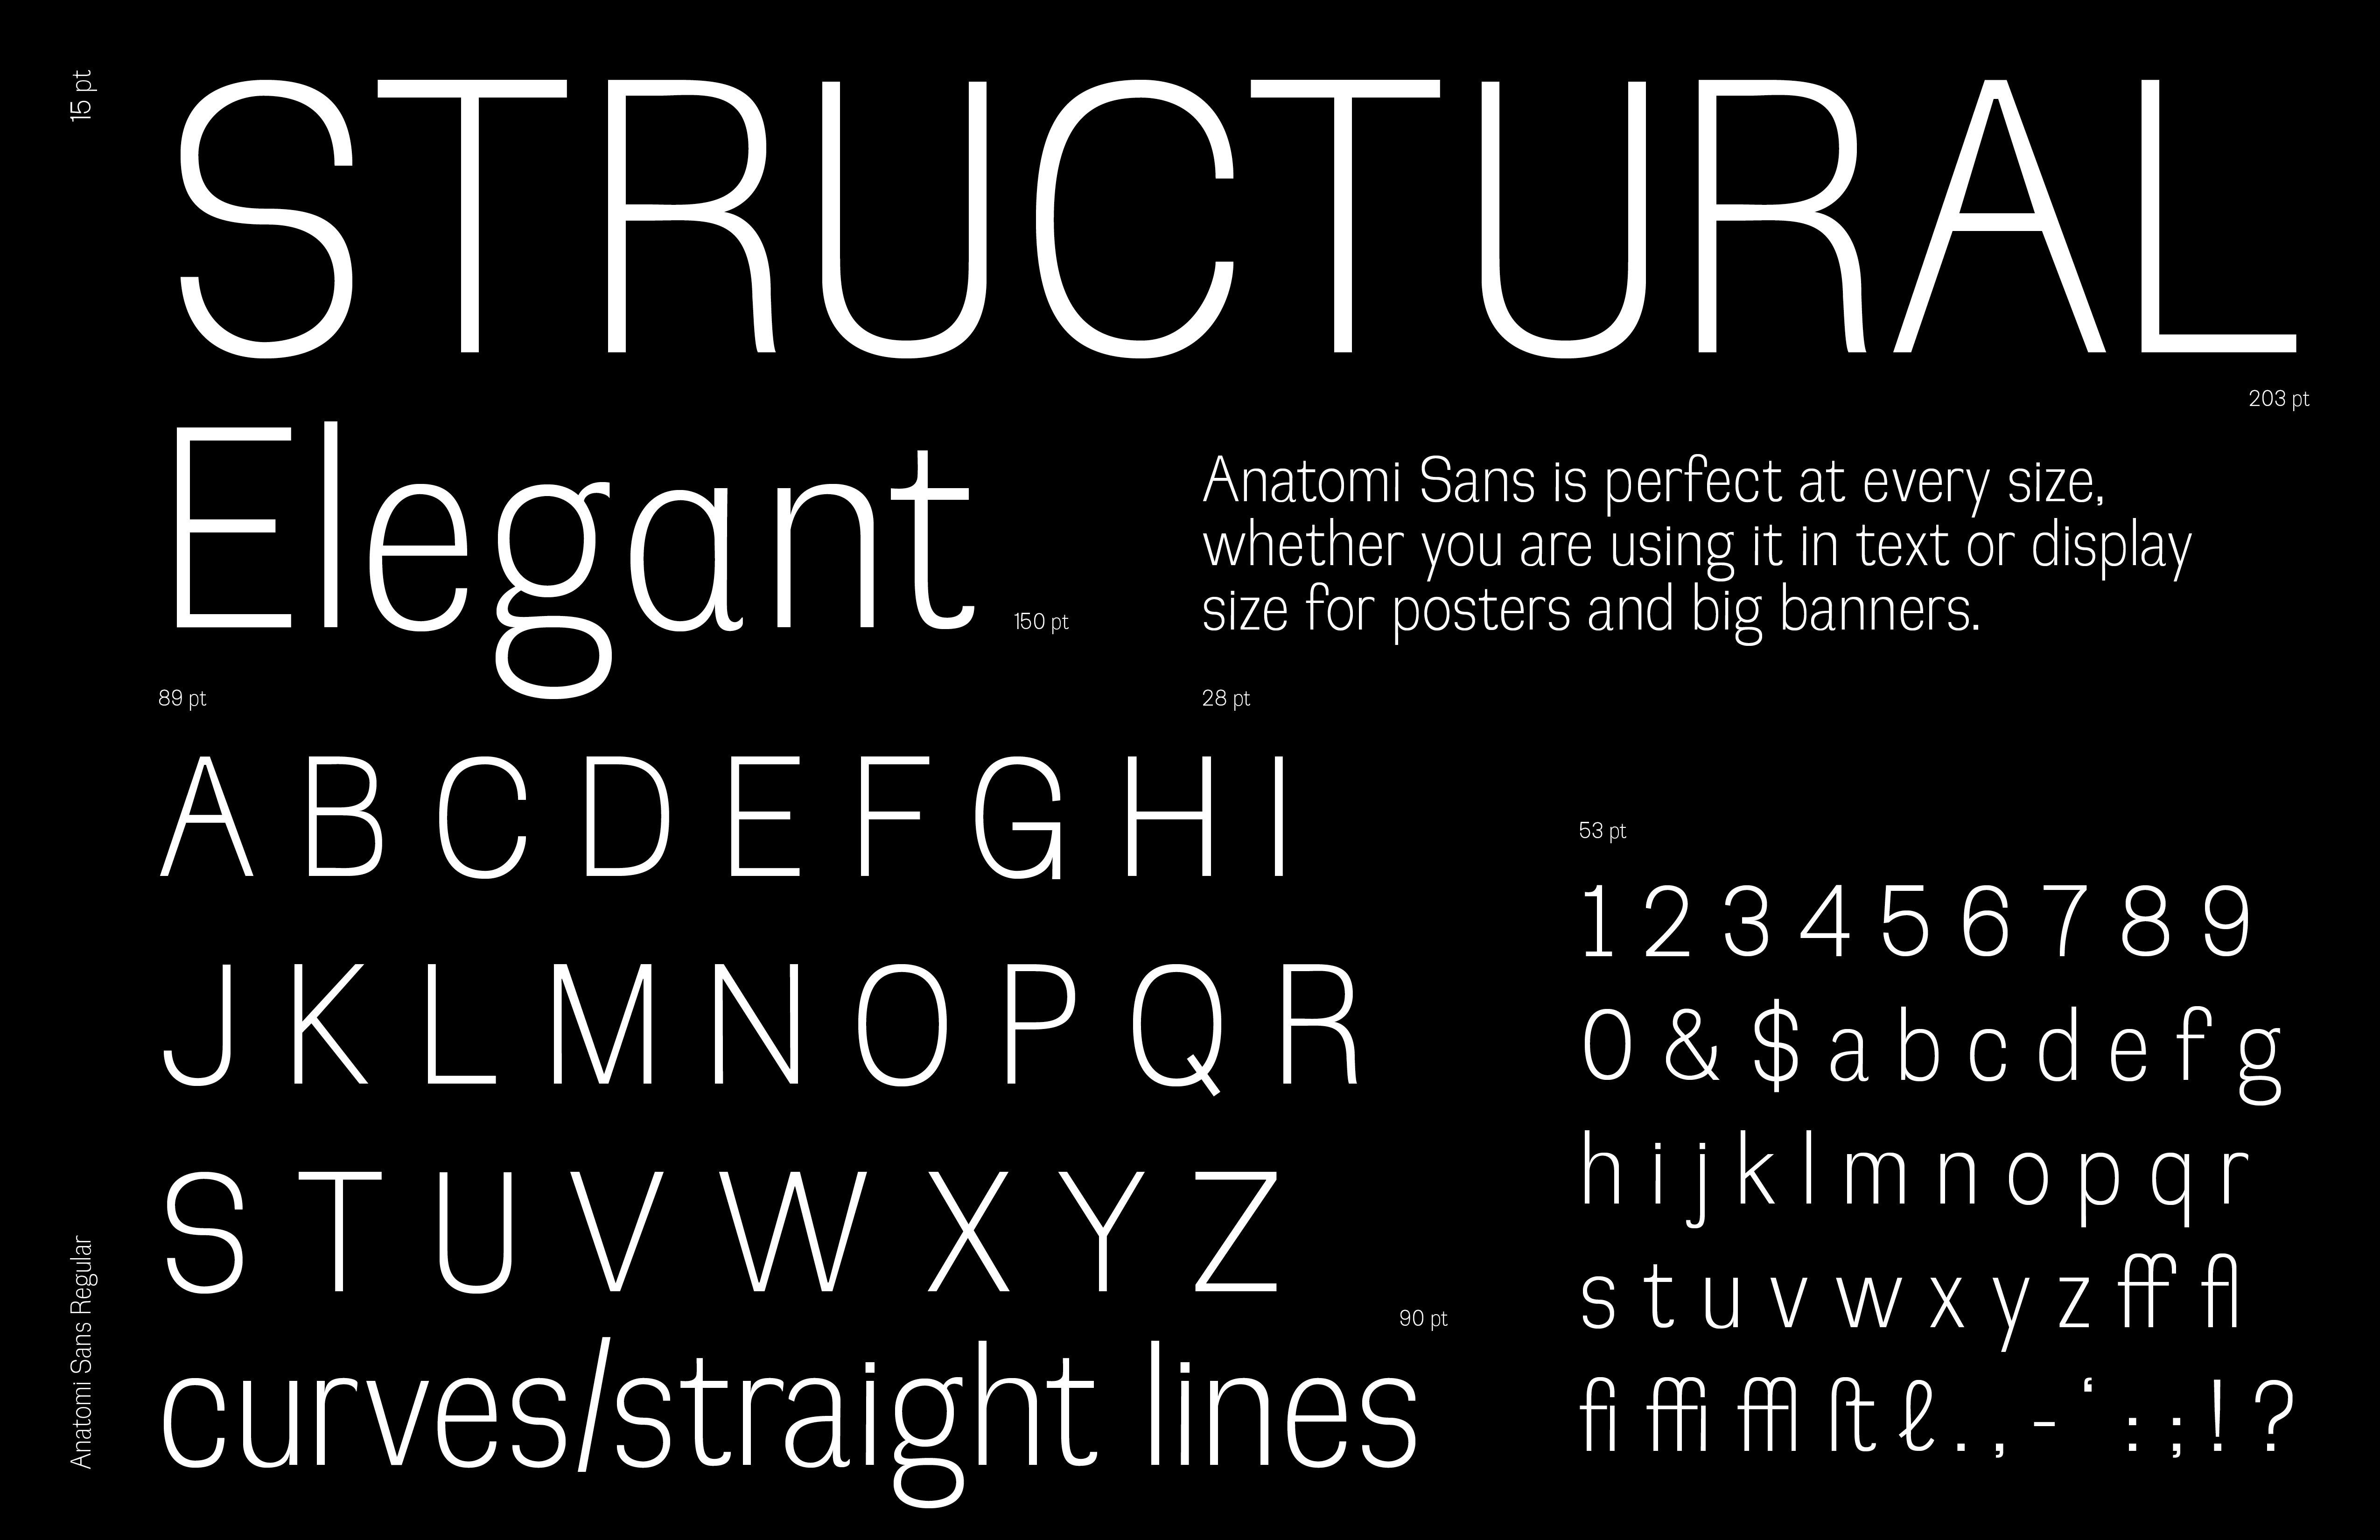 15 pt
STRUCTURAL
203 pt
Elegant
150 pt
Anatomi Sans is perfect at every size,
whether you are using it in text or display
size for posters and big banners.
89 pt
28 pt
A B C D E F G H I
J K L M N O P Q R
S T U V W X Y Z
90 pt
curves/straight lines
53 pt
1 2 3 4 5 6 7 8 9
0 & $ a b c d e f g
h i j k l m n o p q r
s t u v w x y z ff fl
fi ffi ffl ſt ℓ . , - ‘ : ; ! ?
Anatomi Sans Regular